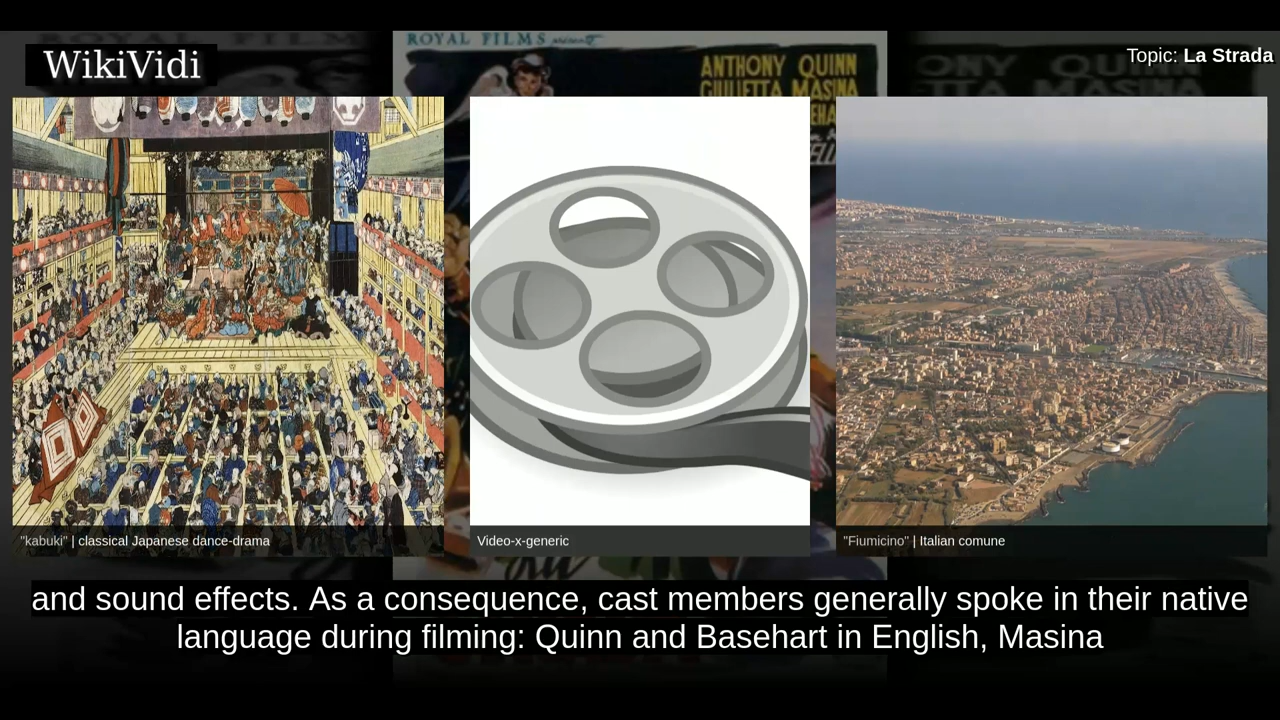 ROYAL FILMS
WikiVidi
Topic: La Strada
ANTHONY QUINN
GIULIETTA MASINA
"kabuki" | classical Japanese dance-drama
Video-x-generic
"Fiumicino" | Italian comune
and sound effects. As a consequence, cast members generally spoke in their native
language during filming: Quinn and Basehart in English, Masina